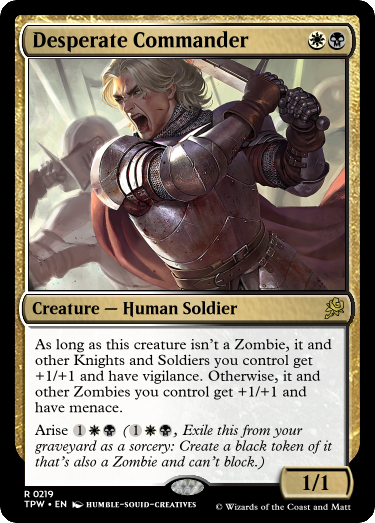 Desperate Commander
Creature — Human Soldier
As long as this creature isn't a Zombie, it and
other Knights and Soldiers you control get
+1/+1 and have vigilance. Otherwise, it and
other Zombies you control get +1/+1 and
have menace.
Arise 1 (1, Exile this from your
graveyard as a sorcery: Create a black token of it
that's also a Zombie and can't block.)
1/1
R 0219
TPW • EN HUMBLE-SQUID-CREATIVES
© Wizards of the Coast and Matt